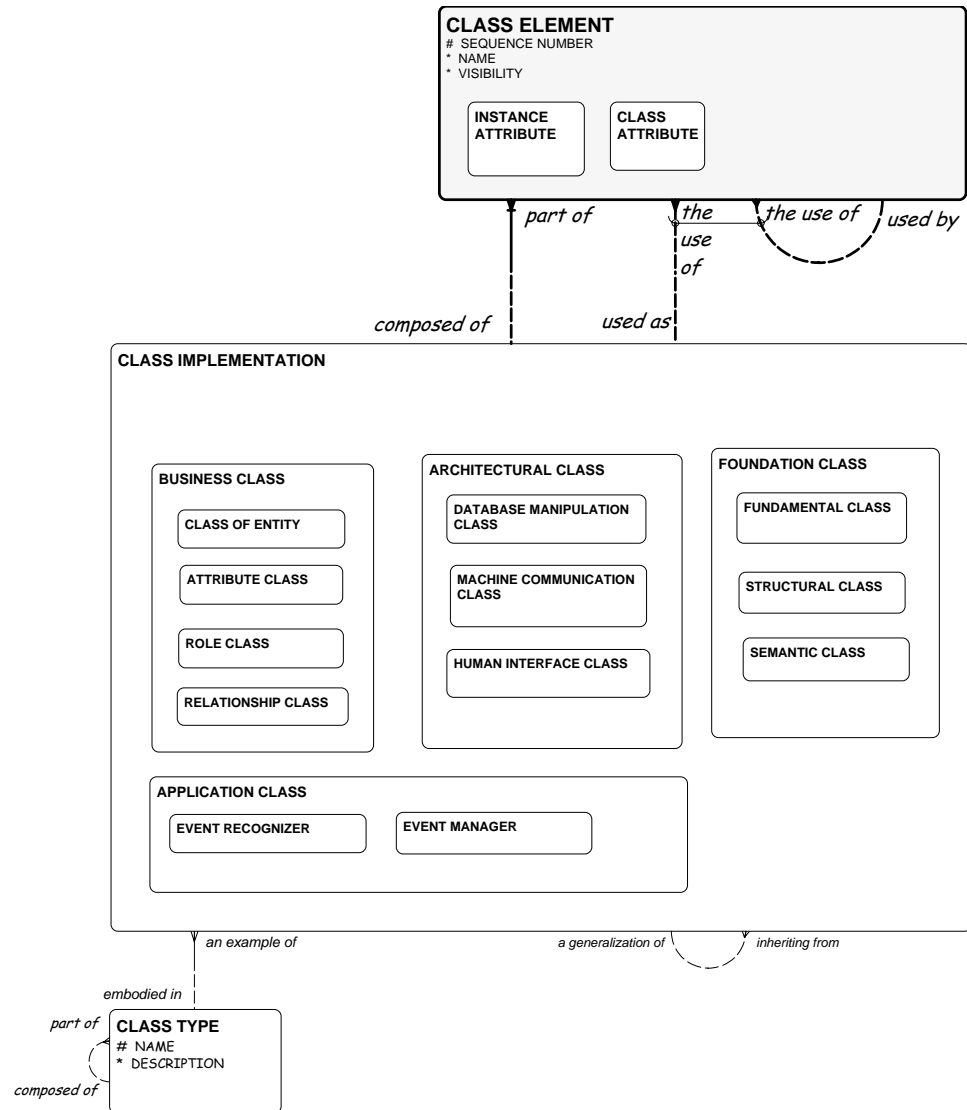 CLASS ELEMENT
# SEQUENCE NUMBER
* NAME
* VISIBILITY
INSTANCE
ATTRIBUTE
CLASS
ATTRIBUTE
part of
the
use
of
the use of
used by
composed of
used as
CLASS IMPLEMENTATION
BUSINESS CLASS
CLASS OF ENTITY
ATTRIBUTE CLASS
ROLE CLASS
RELATIONSHIP CLASS
ARCHITECTURAL CLASS
DATABASE MANIPULATION
CLASS
MACHINE COMMUNICATION
CLASS
HUMAN INTERFACE CLASS
FOUNDATION CLASS
FUNDAMENTAL CLASS
STRUCTURAL CLASS
SEMANTIC CLASS
APPLICATION CLASS
EVENT RECOGNIZER
EVENT MANAGER
an example of
a generalization of
inheriting from
embodied in
part of
CLASS TYPE
# NAME
* DESCRIPTION
composed of